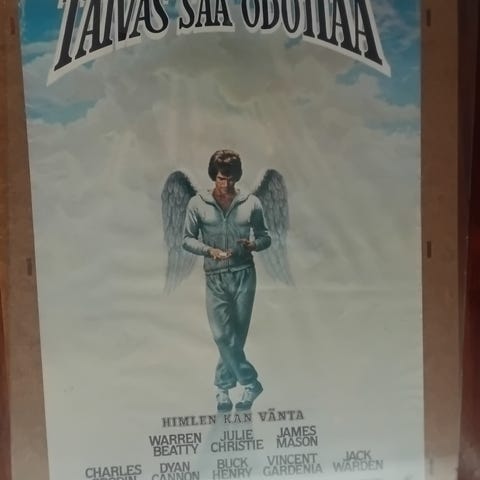 TAIVAS SAA ODOTTAA
HIMLEN KAN VÄNTA
WARREN BEATTY
JULIE CHRISTIE
JAMES MASON
CHARLES GRODIN
DYAN CANNON
BUCK HENRY
VINCENT GARDENIA
JACK WARDEN